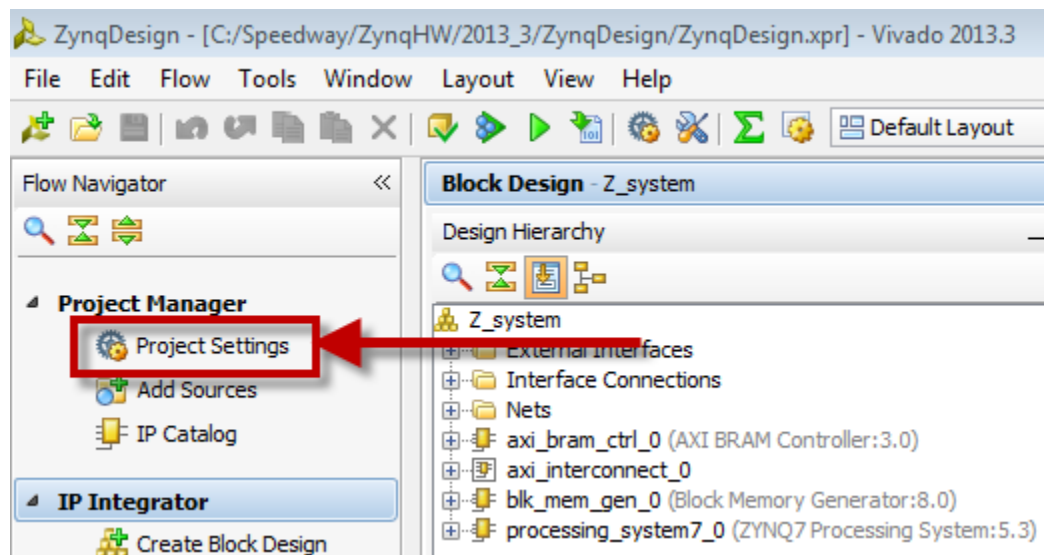 ZynqDesign - [C:/Speedway/ZynqHW/2013_3/ZynqDesign/ZynqDesign.xpr] - Vivado 2013.3
File Edit Flow Tools Window Layout View Help
Default Layout
Flow Navigator
Project Manager
Project Settings
Add Sources
IP Catalog
IP Integrator
Create Block Design
Block Design - Z_system
Design Hierarchy
Z_system
External Interfaces
Interface Connections
Nets
axi_bram_ctrl_0 (AXI BRAM Controller:3.0)
axi_interconnect_0
blk_mem_gen_0 (Block Memory Generator:8.0)
processing_system7_0 (ZYNQ7 Processing System:5.3)